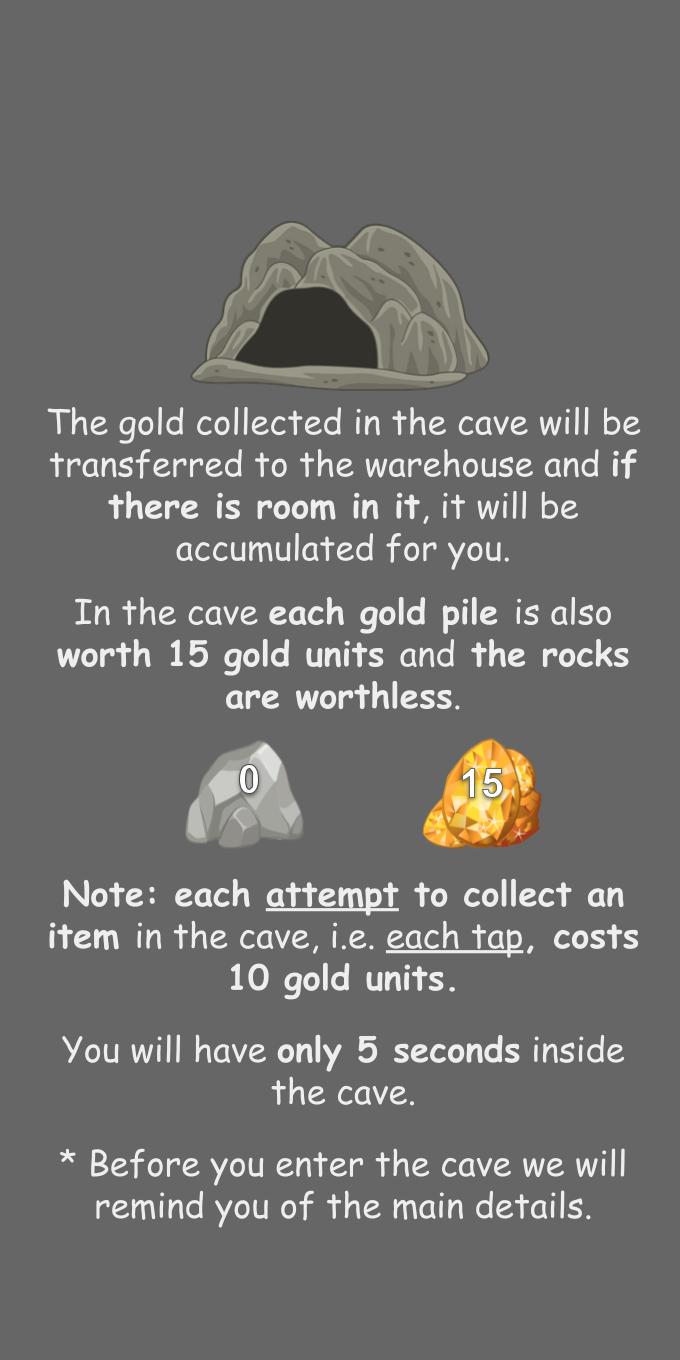 The gold collected in the cave will be
transferred to the warehouse and if
there is room in it, it will be
accumulated for you.
In the cave each gold pile is also
worth 15 gold units and the rocks
are worthless.
0 15
Note: each attempt to collect an
item in the cave, i.e. each tap, costs
10 gold units.
You will have only 5 seconds inside
the cave.
* Before you enter the cave we will
remind you of the main details.